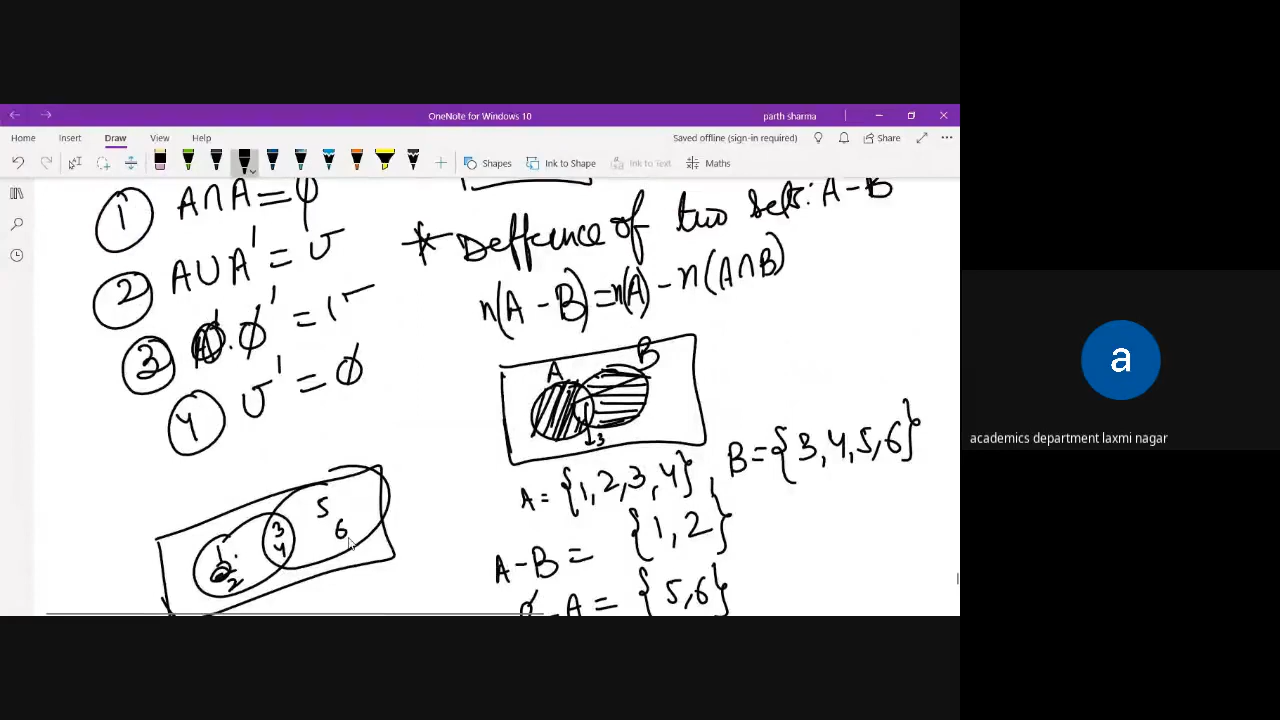 OneNote for Windows 10
parth sharma
Home Insert Draw View Help
Saved offline (sign-in required)
Share
Shapes
Ink to Shape
Ink to Text
Maths
1 A∩A=φ
2 A∪A' = U
3 φ' = U
4 U' = φ
* Defference of two sets: A-B
n(A-B)=n(A)-n(A∩B)
A B
3
A={1,2,3,4}, B={3,4,5,6}
A-B= {1,2}
-A= {5,6}
1 2 3 4 5 6
a
academics department laxmi nagar